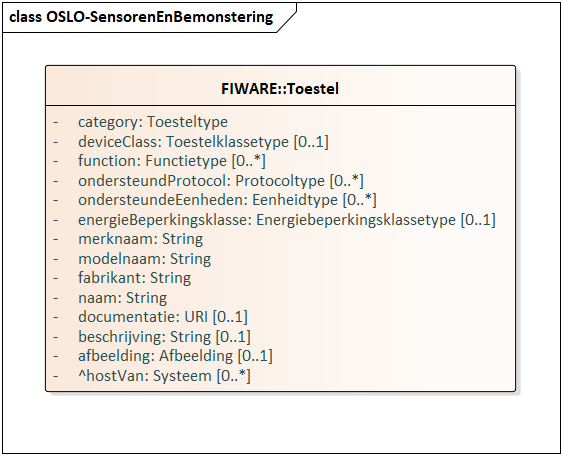 class OSLO-SensorenEnBemonstering
FIWARE::Toestel
- category: Toesteltype
- deviceClass: Toestelklassetype [0..1]
- function: Functietype [0..*]
- ondersteundProtocol: Protocoltype [0..*]
- ondersteundeEenheden: Eenheidtype [0..*]
- energieBeperkingsklasse: Energiebeperkingsklassetype [0..1]
- merknaam: String
- modelnaam: String
- fabrikant: String
- naam: String
- documentatie: URI [0..1]
- beschrijving: String [0..1]
- afbeelding: Afbeelding [0..1]
- ^hostVan: Systeem [0..*]